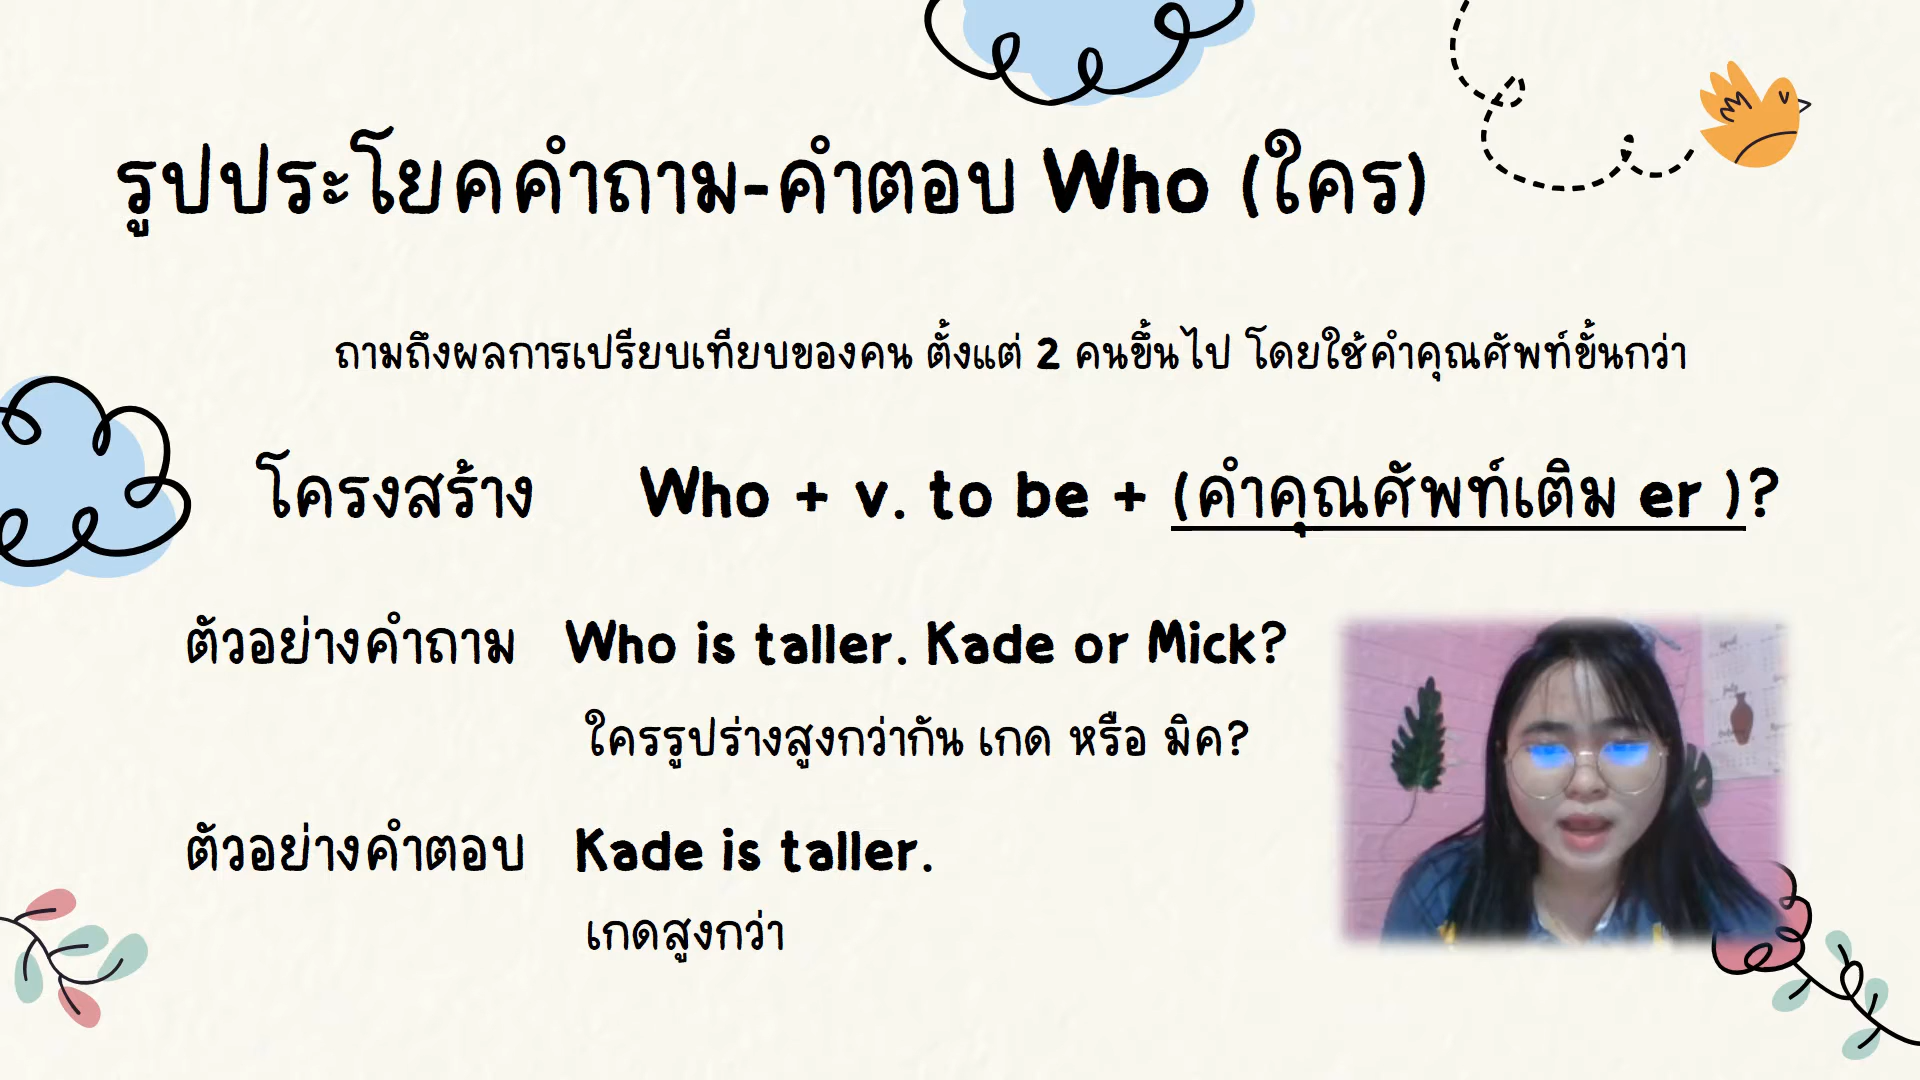 รูปประโยคคำถาม-คำตอบ Who (ใคร)
ถามถึงผลการเปรียบเทียบของคน ตั้งแต่ 2 คนขึ้นไป โดยใช้คำคุณศัพท์ขั้นกว่า
โครงสร้าง Who + v. to be + (คำคุณศัพท์เติม er )?
ตัวอย่างคำถาม Who is taller. Kade or Mick?
ใครรูปร่างสูงกว่ากัน เกด หรือ มิค?
ตัวอย่างคำตอบ Kade is taller.
เกดสูงกว่า